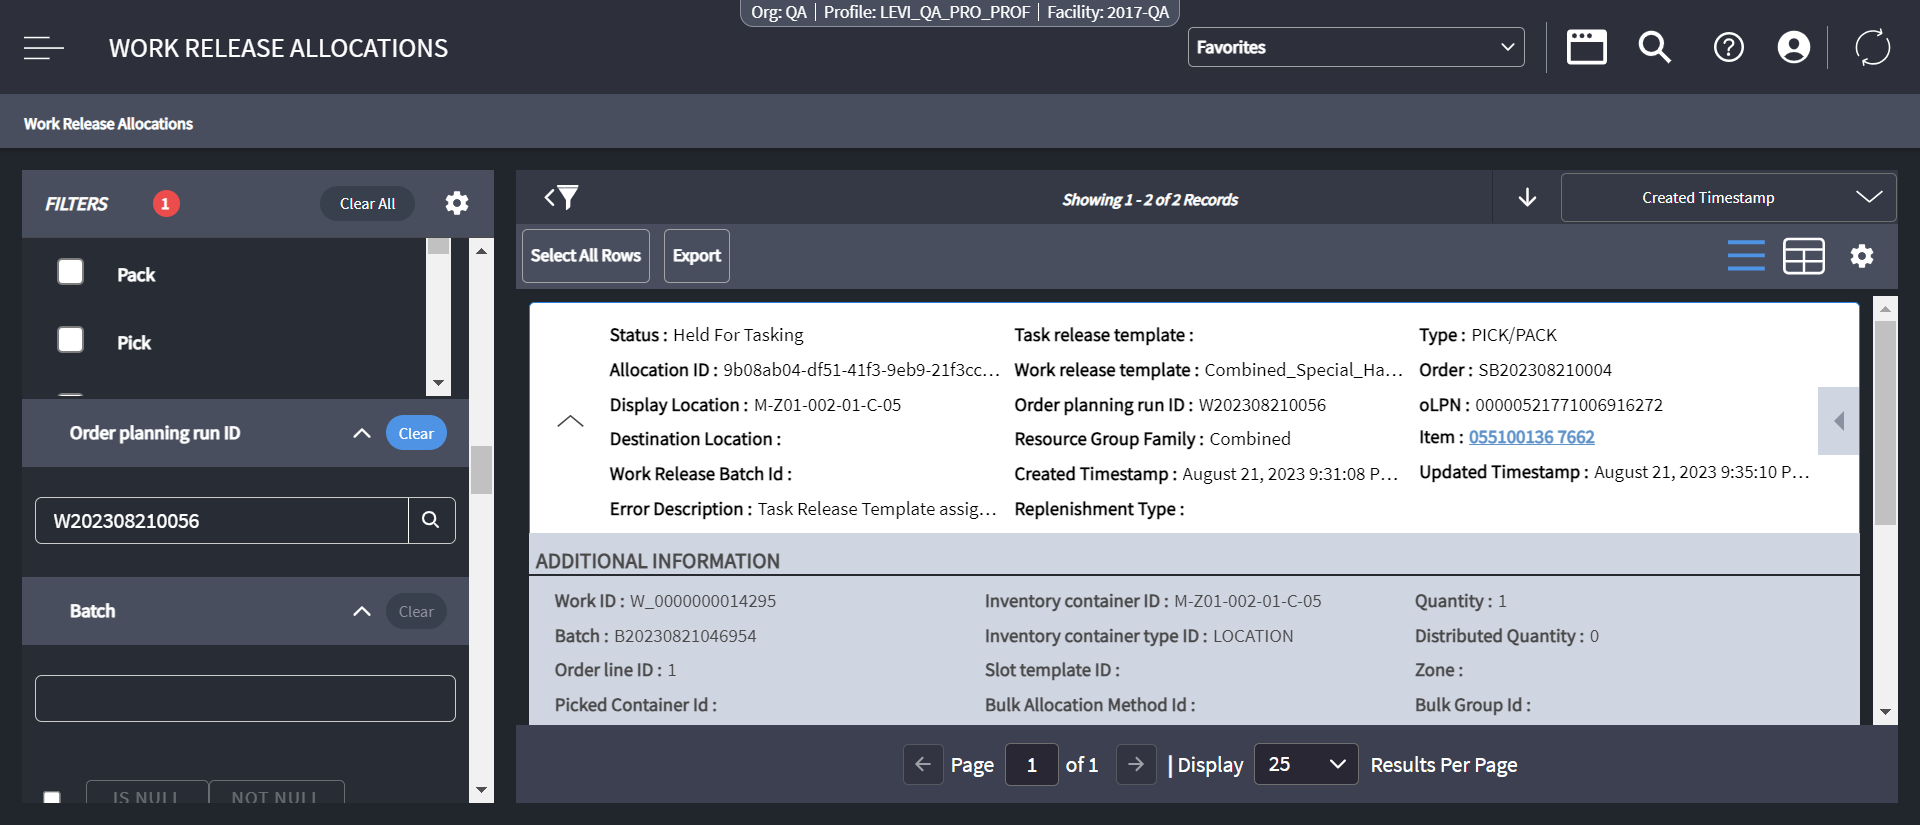 Org: QA | Profile: LEVI_QA_PRO_PROF | Facility: 2017-QA
WORK RELEASE ALLOCATIONS
Favorites
Work Release Allocations
FILTERS 1 Clear All
Pack
Pick
Order planning run ID Clear
W202308210056
Batch Clear
IS NULL NOT NULL
Showing 1 - 2 of 2 Records
Created Timestamp
Select All Rows Export
Status : Held For Tasking Task release template : Type : PICK/PACK
Allocation ID : 9b08ab04-df51-41f3-9eb9-21f3cc... Work release template : Combined_Special_Ha... Order : SB202308210004
Display Location : M-Z01-002-01-C-05 Order planning run ID : W202308210056 oLPN : 00000521771006916272
Destination Location : Resource Group Family : Combined Item : 055100136 7662
Work Release Batch Id : Created Timestamp : August 21, 2023 9:31:08 P... Updated Timestamp : August 21, 2023 9:35:10 P...
Error Description : Task Release Template assig... Replenishment Type :
ADDITIONAL INFORMATION
Work ID : W_0000000014295 Inventory container ID : M-Z01-002-01-C-05 Quantity : 1
Batch : B20230821046954 Inventory container type ID : LOCATION Distributed Quantity : 0
Order line ID : 1 Slot template ID : Zone :
Picked Container Id : Bulk Allocation Method Id : Bulk Group Id :
Page 1 of 1 | Display 25 Results Per Page